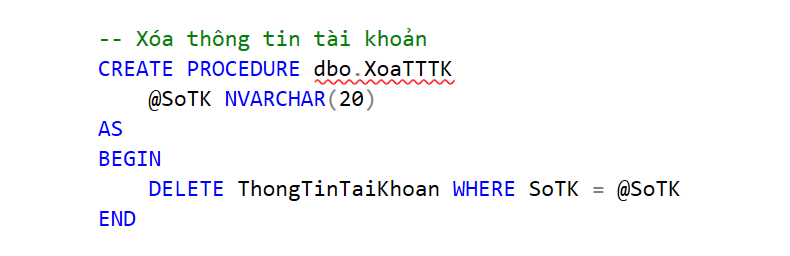 -- Xóa thông tin tài khoản
CREATE PROCEDURE dbo.XoaTTTK
    @SoTK NVARCHAR(20)
AS
BEGIN
    DELETE ThongTinTaiKhoan WHERE SoTK = @SoTK
END